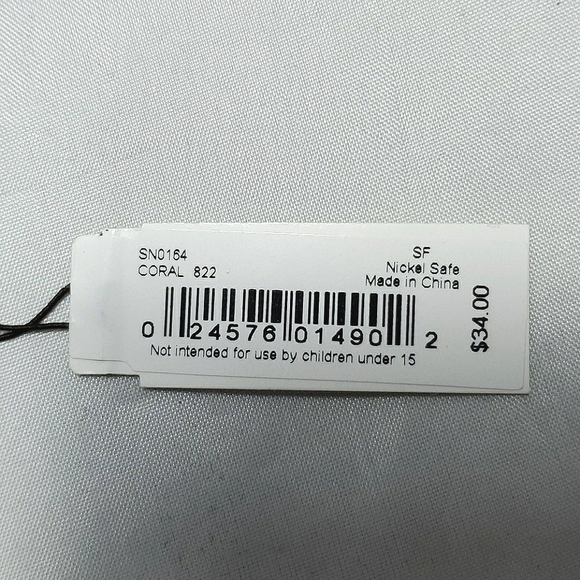 SN0164
CORAL 822
SF
Nickel Safe
Made in China
0 24576 01490 2
Not intended for use by children under 15
$34.00